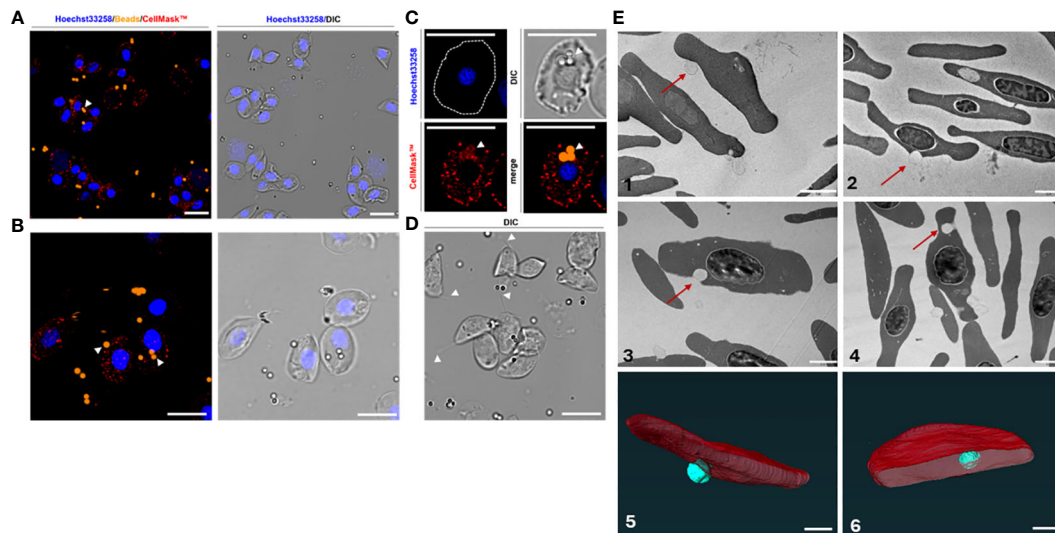 A
Hoechst33258/Beads/CellMask™
Hoechst33258/DIC
B
C
Hoechst33258
DIC
CellMask™
merge
D
DIC
E
1
2
3
4
5
6